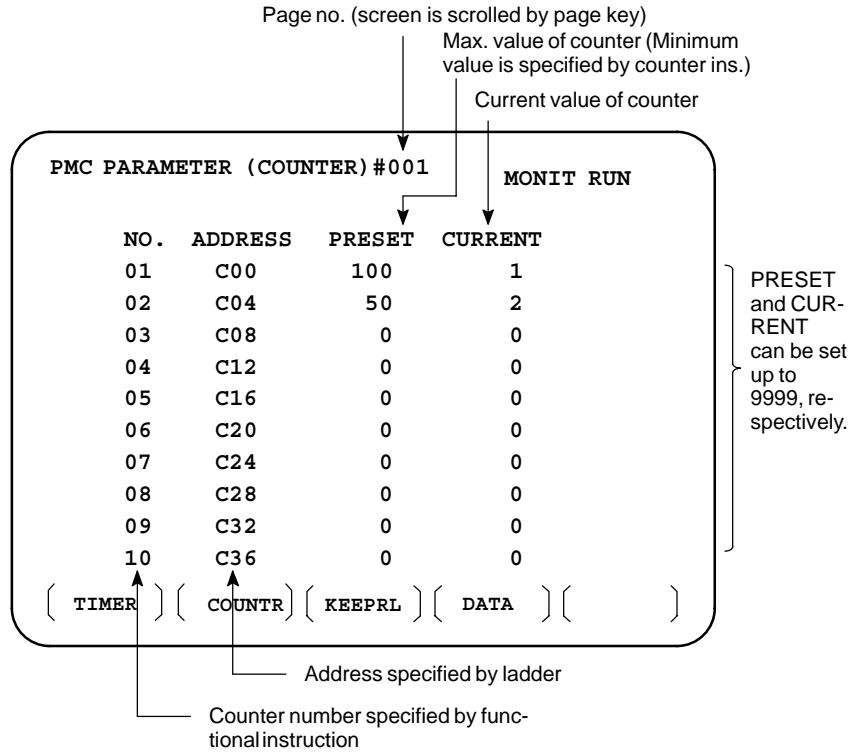 Page no. (screen is scrolled by page key)
Max. value of counter (Minimum
value is specified by counter ins.)
Current value of counter
PMC PARAMETER (COUNTER)#001
MONIT RUN
NO. ADDRESS PRESET CURRENT
01 C00 100 1
02 C04 50 2
03 C08 0 0
04 C12 0 0
05 C16 0 0
06 C20 0 0
07 C24 0 0
08 C28 0 0
09 C32 0 0
10 C36 0 0
PRESET
and CUR-
RENT
can be set
up to
9999, re-
spectively.
TIMER COUNTR KEEPRL DATA
Address specified by ladder
Counter number specified by func-
tional instruction